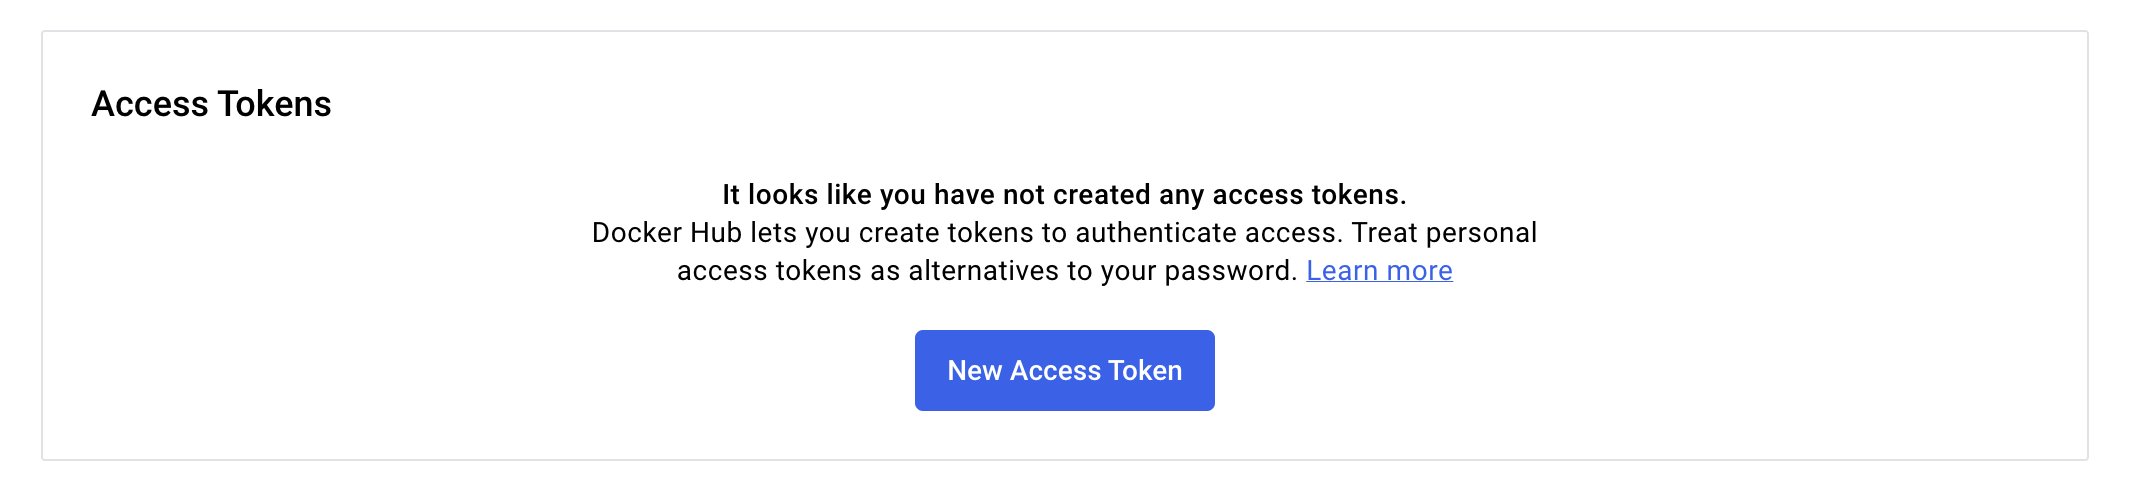 Access Tokens
It looks like you have not created any access tokens.
Docker Hub lets you create tokens to authenticate access. Treat personal
access tokens as alternatives to your password. Learn more
New Access Token